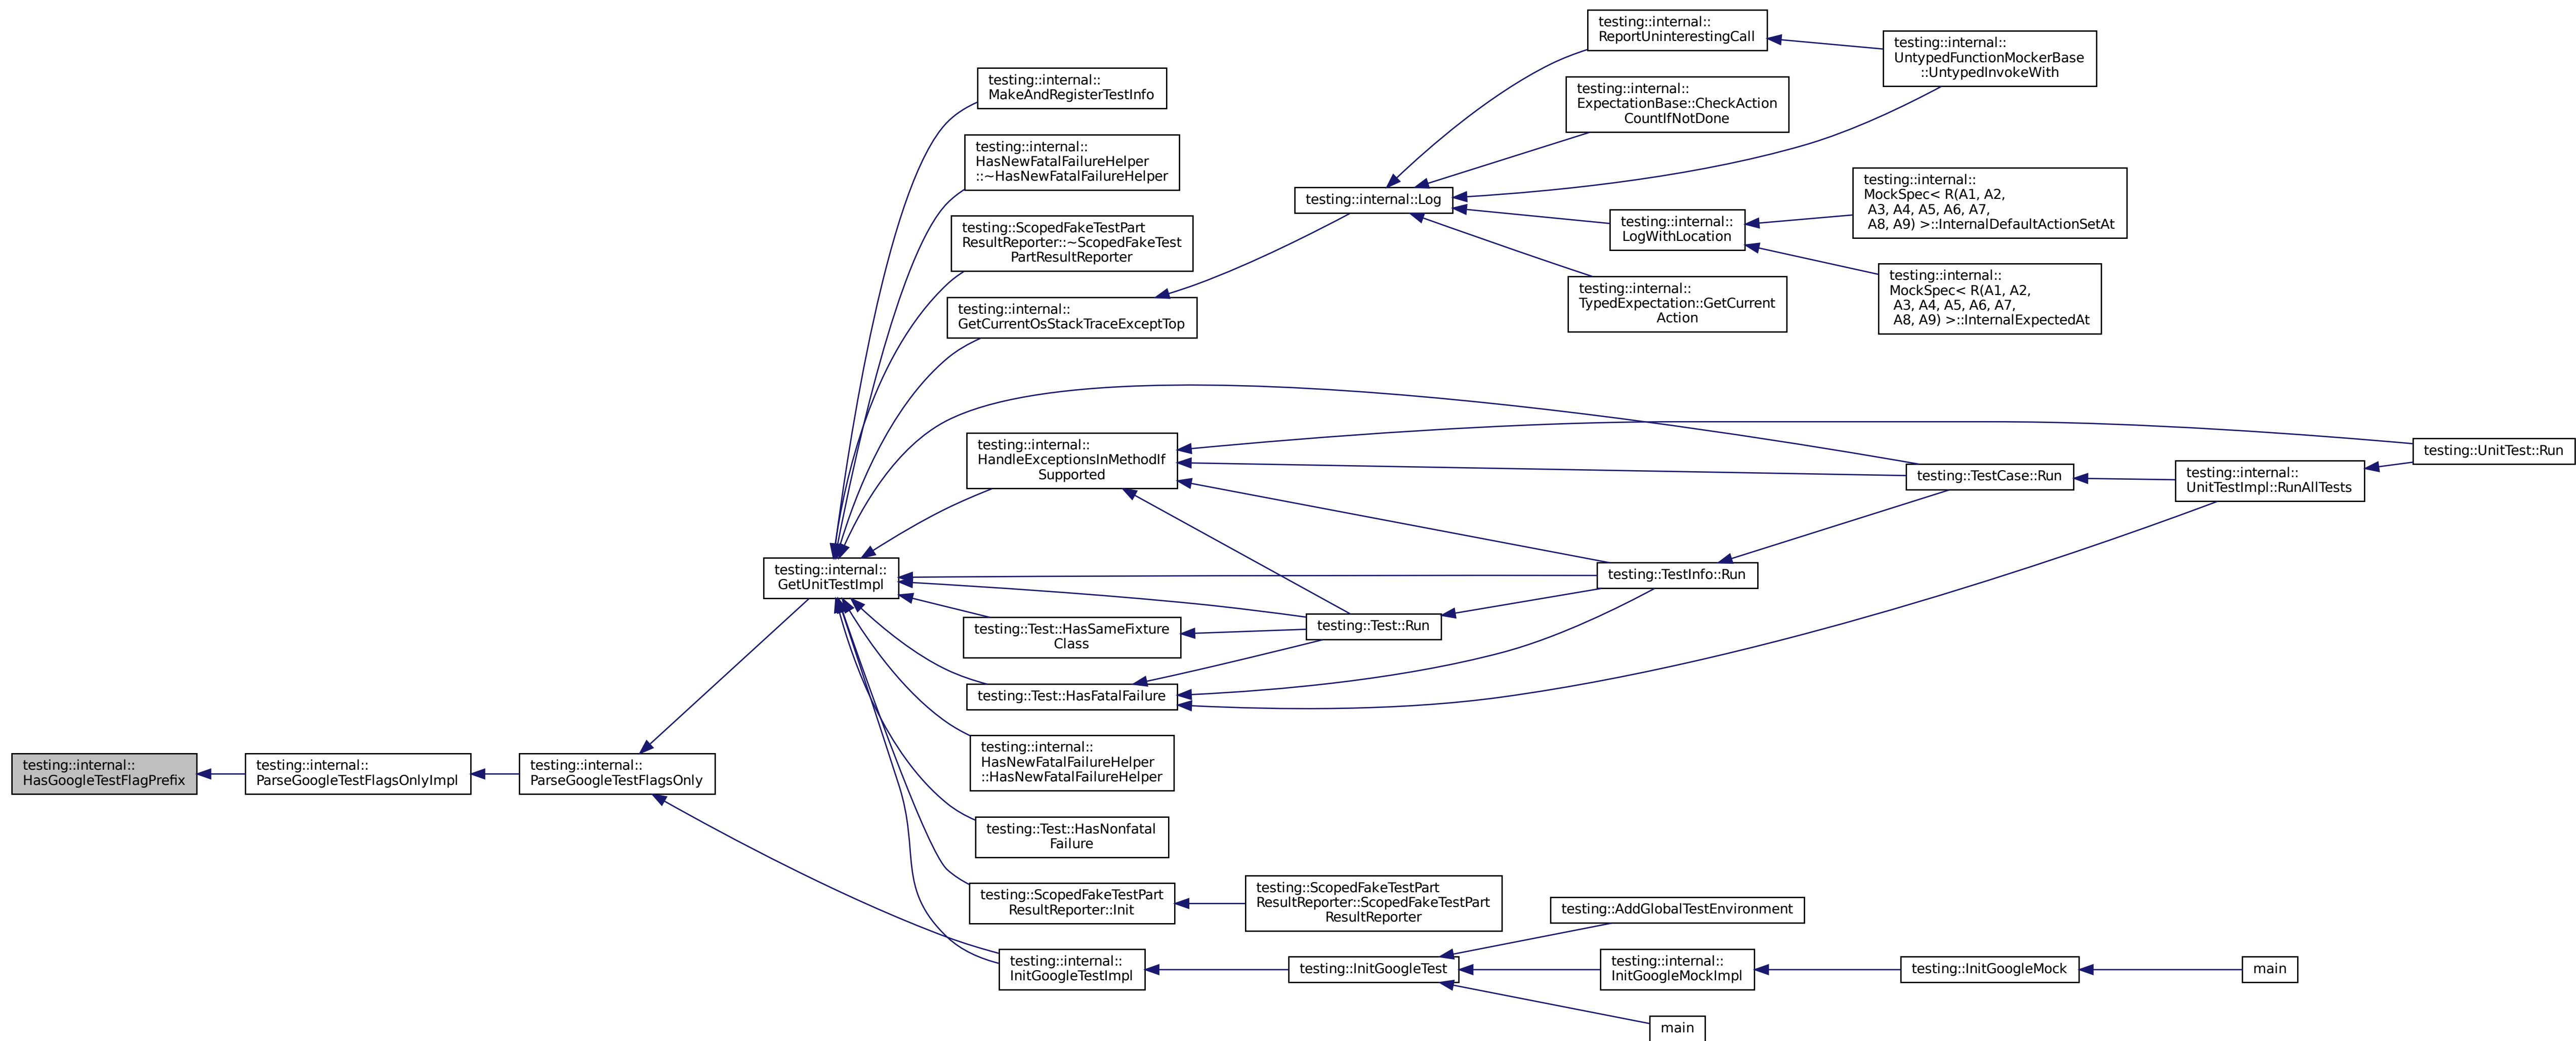 testing::internal::
HasGoogleTestFlagPrefix
testing::internal::
ParseGoogleTestFlagsOnlyImpl
testing::internal::
ParseGoogleTestFlagsOnly
testing::internal::
GetUnitTestImpl
testing::internal::
MakeAndRegisterTestInfo
testing::internal::
HasNewFatalFailureHelper
::~HasNewFatalFailureHelper
testing::ScopedFakeTestPart
ResultReporter::~ScopedFakeTest
PartResultReporter
testing::internal::
GetCurrentOsStackTraceExceptTop
testing::internal::Log
testing::internal::
ReportUninterestingCall
testing::internal::
UntypedFunctionMockerBase
::UntypedInvokeWith
testing::internal::
ExpectationBase::CheckAction
CountIfNotDone
testing::internal::
LogWithLocation
testing::internal::
MockSpec< R(A1, A2,
A3, A4, A5, A6, A7,
A8, A9) >::InternalDefaultActionSetAt
testing::internal::
MockSpec< R(A1, A2,
A3, A4, A5, A6, A7,
A8, A9) >::InternalExpectedAt
testing::internal::
TypedExpectation::GetCurrent
Action
testing::internal::
HandleExceptionsInMethodIf
Supported
testing::TestCase::Run
testing::internal::
UnitTestImpl::RunAllTests
testing::UnitTest::Run
testing::TestInfo::Run
testing::Test::Run
testing::Test::HasSameFixture
Class
testing::Test::HasFatalFailure
testing::internal::
HasNewFatalFailureHelper
::HasNewFatalFailureHelper
testing::Test::HasNonfatal
Failure
testing::ScopedFakeTestPart
ResultReporter::Init
testing::ScopedFakeTestPart
ResultReporter::ScopedFakeTestPart
ResultReporter
testing::internal::
InitGoogleTestImpl
testing::InitGoogleTest
testing::AddGlobalTestEnvironment
testing::internal::
InitGoogleMockImpl
testing::InitGoogleMock
main
main